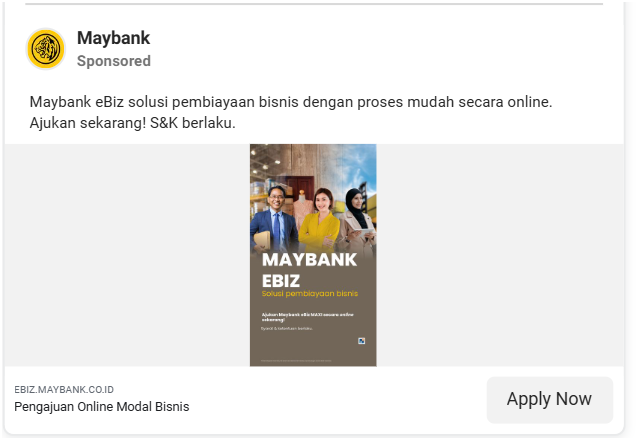 Maybank
Sponsored
Maybank eBiz solusi pembiayaan bisnis dengan proses mudah secara online.
Ajukan sekarang! S&K berlaku.
MAYBANK
EBIZ
Solusi pembiayaan bisnis
Ajukan Maybank eBiz MAXI secara online
sekarang!
Syarat & ketentuan berlaku
EBIZ.MAYBANK.CO.ID
Pengajuan Online Modal Bisnis
Apply Now